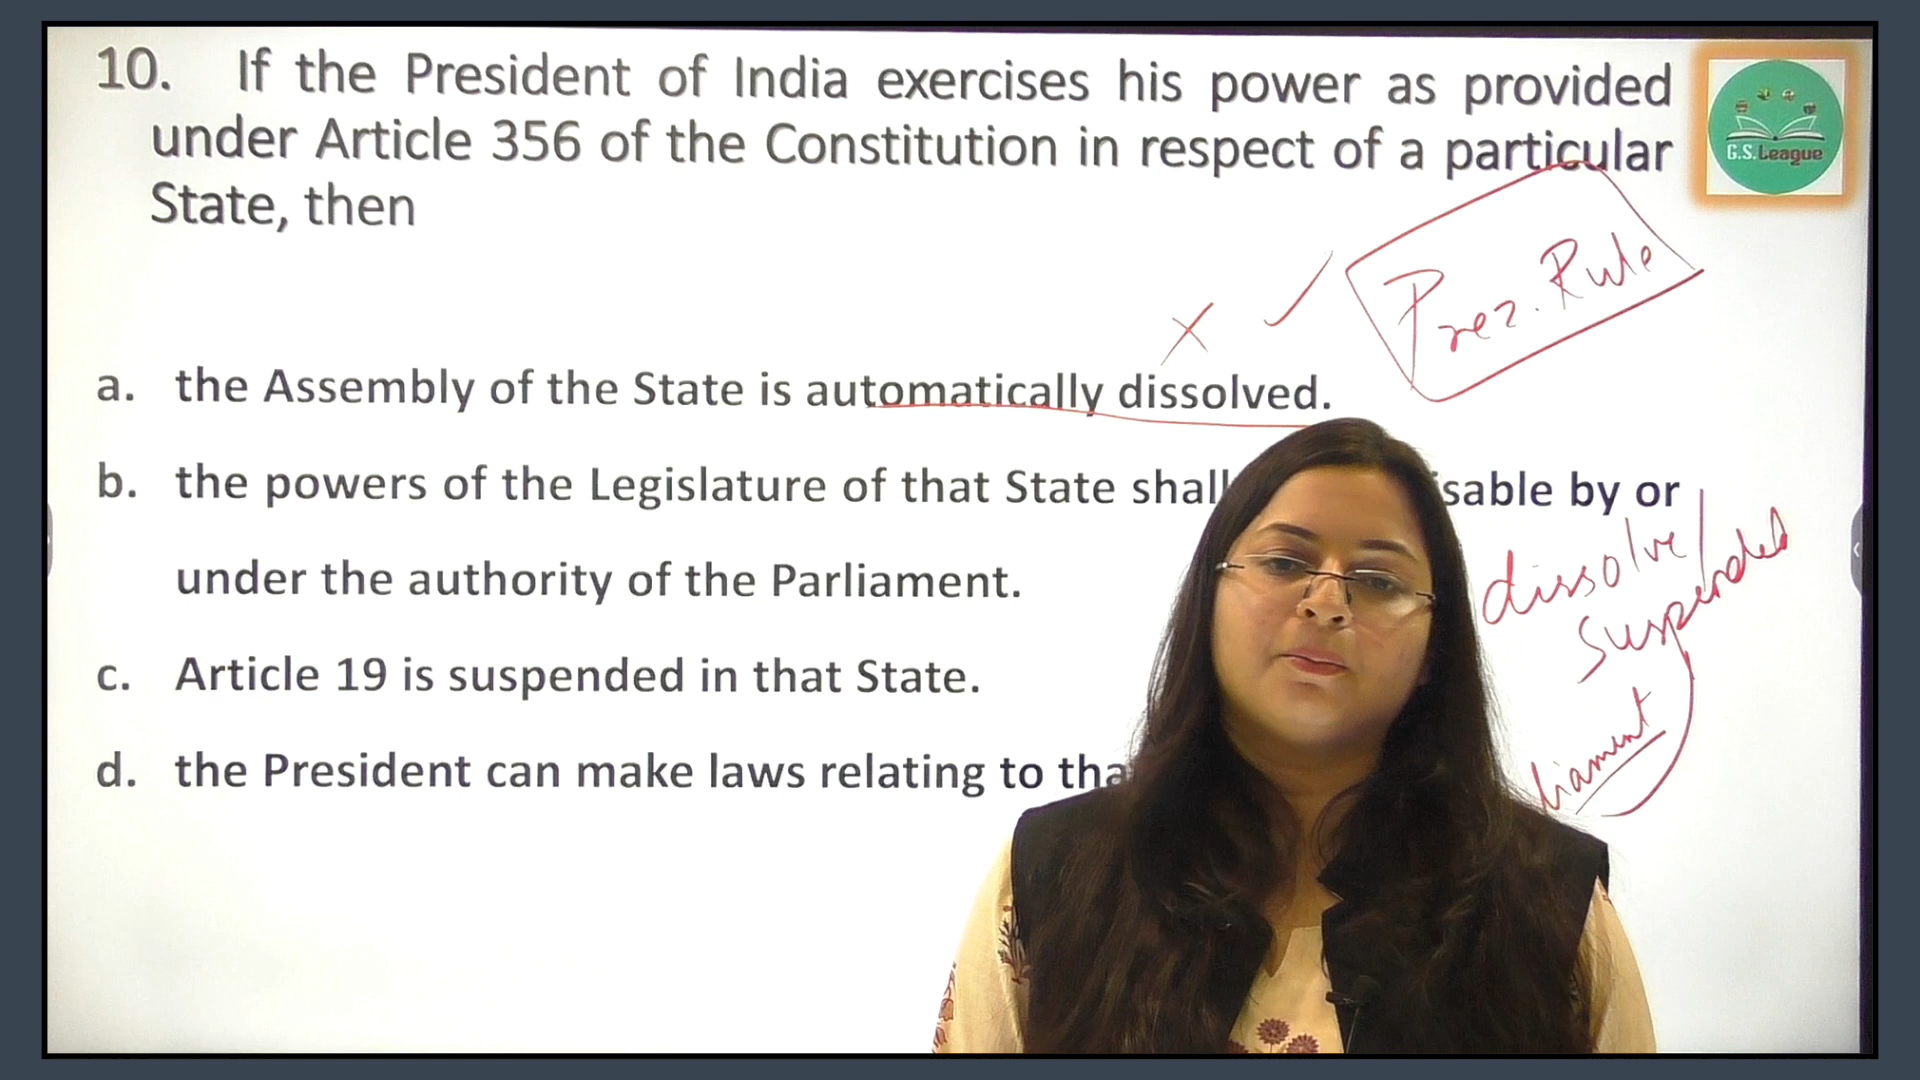 10. If the President of India exercises his power as provided
under Article 356 of the Constitution in respect of a particular
State, then
G.S.League
Prez. Rule
a. the Assembly of the State is automatically dissolved.
b. the powers of the Legislature of that State shall sable by or
under the authority of the Parliament.
dissolve/
suspended
liament
c. Article 19 is suspended in that State.
d. the President can make laws relating to tha